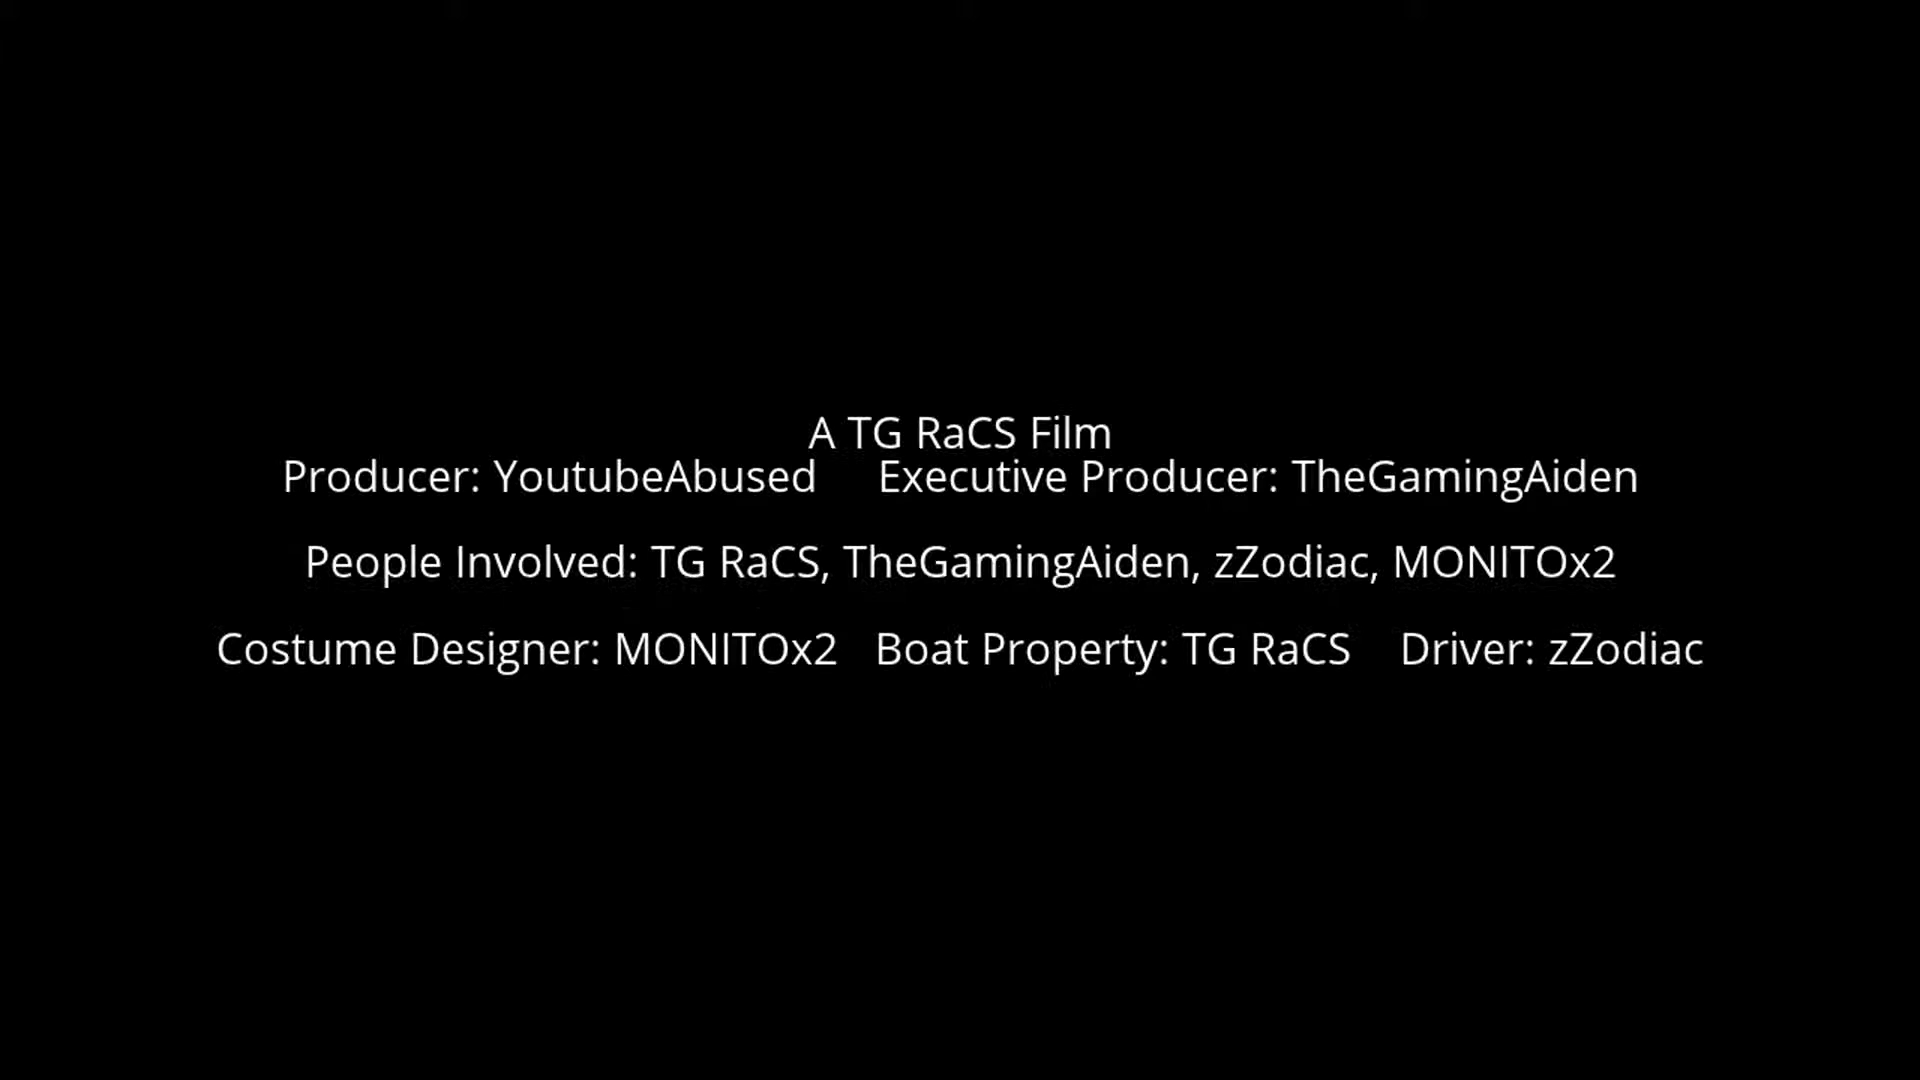 A TG RaCS Film
Producer: YoutubeAbused Executive Producer: TheGamingAiden
People Involved: TG RaCS, TheGamingAiden, zZodiac, MONITOx2
Costume Designer: MONITOx2 Boat Property: TG RaCS Driver: zZodiac